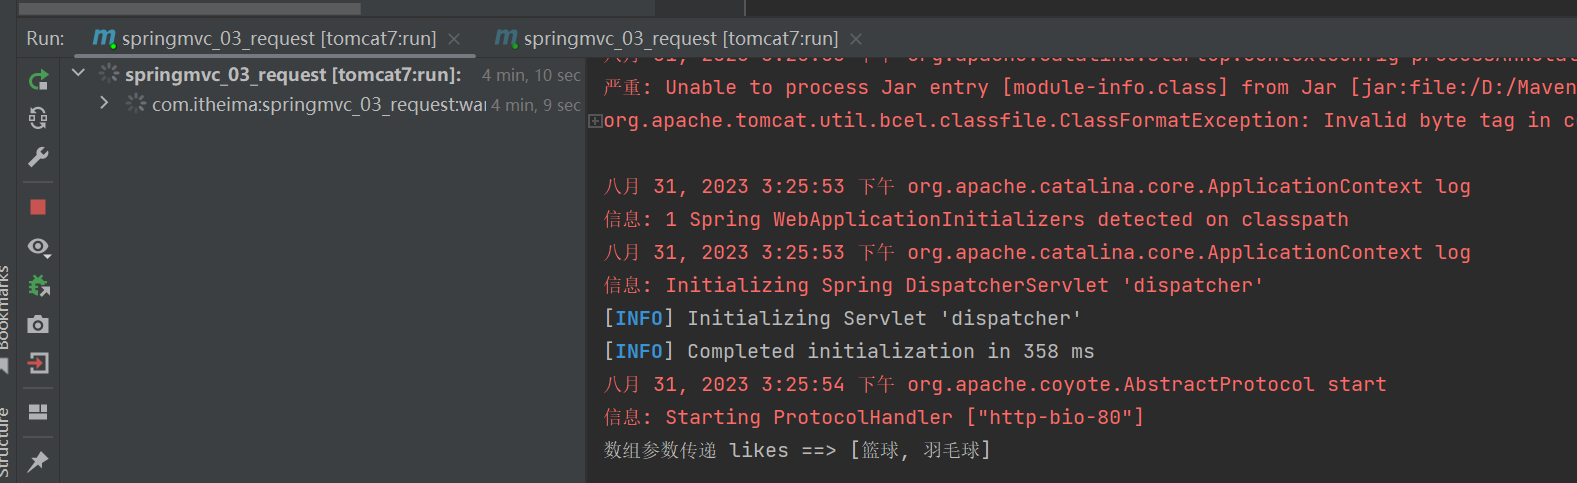 Run: springmvc_03_request [tomcat7:run] springmvc_03_request [tomcat7:run]
springmvc_03_request [tomcat7:run]: 4 min, 10 sec
com.itheima:springmvc_03_request:wa 4 min, 9 sec
严重: Unable to process Jar entry [module-info.class] from Jar [jar:file:/D:/Maven
org.apache.tomcat.util.bcel.classfile.ClassFormatException: Invalid byte tag in c
八月 31, 2023 3:25:53 下午 org.apache.catalina.core.ApplicationContext log
信息: 1 Spring WebApplicationInitializers detected on classpath
八月 31, 2023 3:25:53 下午 org.apache.catalina.core.ApplicationContext log
信息: Initializing Spring DispatcherServlet 'dispatcher'
[INFO] Initializing Servlet 'dispatcher'
[INFO] Completed initialization in 358 ms
八月 31, 2023 3:25:54 下午 org.apache.coyote.AbstractProtocol start
信息: Starting ProtocolHandler ["http-bio-80"]
数组参数传递 likes ==> [篮球, 羽毛球]
Bookmarks
Structure